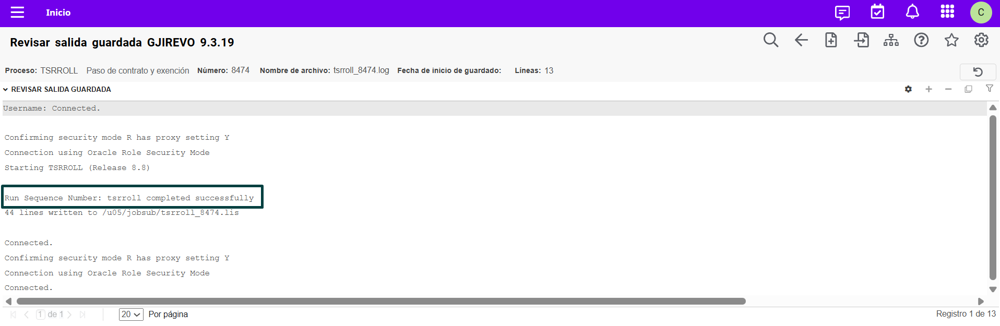 Inicio
C
Revisar salida guardada GJIREVO 9.3.19
Proceso: TSRROLL Paso de contrato y exención Número: 8474 Nombre de archivo: tsrroll_8474.log Fecha de inicio de guardado: Líneas: 13
REVISAR SALIDA GUARDADA
Username: Connected.
Confirming security mode R has proxy setting Y
Connection using Oracle Role Security Mode
Starting TSRROLL (Release 8.8)
Run Sequence Number: tsrroll completed successfully
44 lines written to /u05/jobsub/tsrroll_8474.lis
Connected.
Confirming security mode R has proxy setting Y
Connection using Oracle Role Security Mode
Connected.
1 de 1 20 Por página Registro 1 de 13